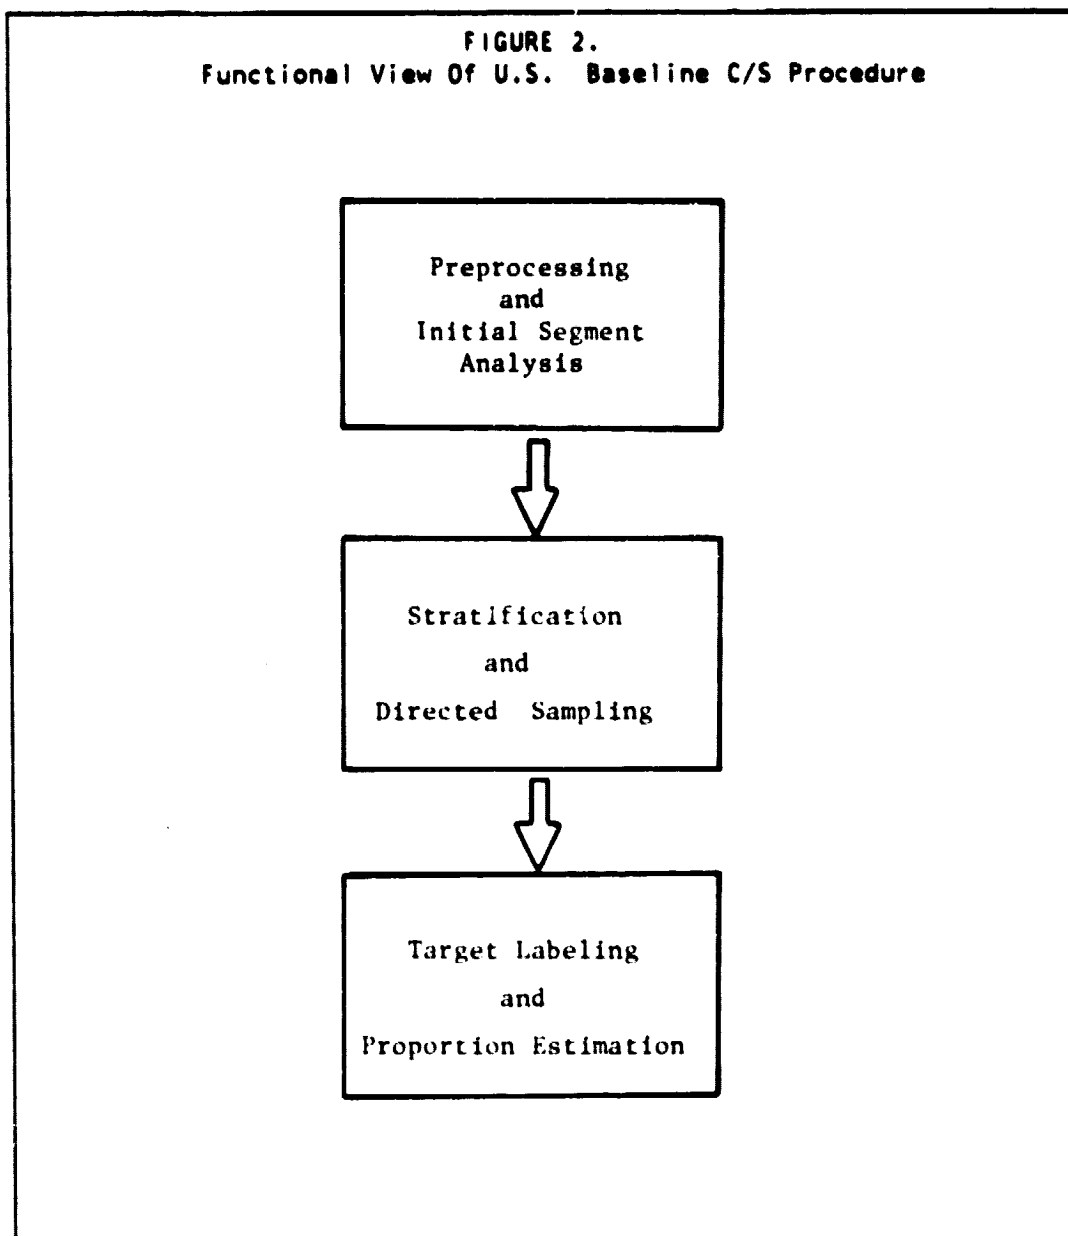 FIGURE 2.
Functional View Of U.S. Baseline C/S Procedure
Preprocessing
and
Initial Segment
Analysis
Stratification
and
Directed Sampling
Target Labeling
and
Proportion Estimation